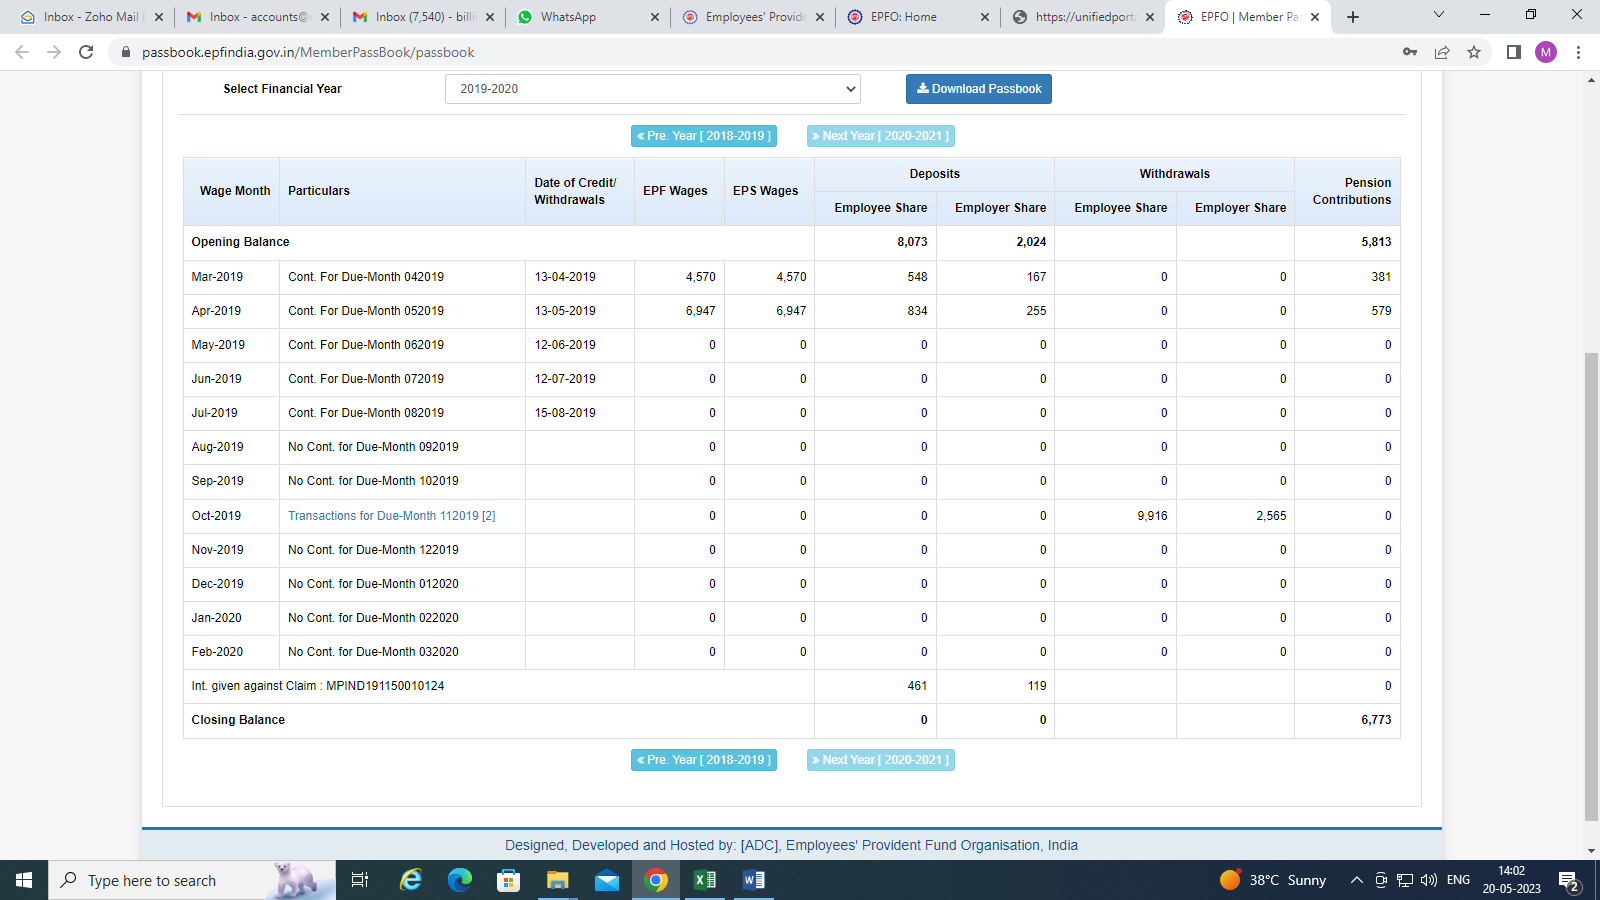 Inbox - Zoho Mail (
Inbox - accounts@
Inbox (7,540) - billi
WhatsApp
Employees' Provide
EPFO: Home
https://unifiedport
EPFO | Member Pa
passbook.epfindia.gov.in/MemberPassBook/passbook
M
Select Financial Year 2019-2020 Download Passbook
« Pre. Year [ 2018-2019 ] » Next Year [ 2020-2021 ]
Wage Month Particulars Date of Credit/ Withdrawals EPF Wages EPS Wages Deposits Withdrawals Pension Contributions
Employee Share Employer Share Employee Share Employer Share
Opening Balance 8,073 2,024 5,813
Mar-2019 Cont. For Due-Month 042019 13-04-2019 4,570 4,570 548 167 0 0 381
Apr-2019 Cont. For Due-Month 052019 13-05-2019 6,947 6,947 834 255 0 0 579
May-2019 Cont. For Due-Month 062019 12-06-2019 0 0 0 0 0 0 0
Jun-2019 Cont. For Due-Month 072019 12-07-2019 0 0 0 0 0 0 0
Jul-2019 Cont. For Due-Month 082019 15-08-2019 0 0 0 0 0 0 0
Aug-2019 No Cont. for Due-Month 092019 0 0 0 0 0 0 0
Sep-2019 No Cont. for Due-Month 102019 0 0 0 0 0 0 0
Oct-2019 Transactions for Due-Month 112019 [2] 0 0 0 0 9,916 2,565 0
Nov-2019 No Cont. for Due-Month 122019 0 0 0 0 0 0 0
Dec-2019 No Cont. for Due-Month 012020 0 0 0 0 0 0 0
Jan-2020 No Cont. for Due-Month 022020 0 0 0 0 0 0 0
Feb-2020 No Cont. for Due-Month 032020 0 0 0 0 0 0 0
Int. given against Claim : MPIND191150010124 461 119 0
Closing Balance 0 0 6,773
« Pre. Year [ 2018-2019 ] » Next Year [ 2020-2021 ]
Designed, Developed and Hosted by: [ADC], Employees' Provident Fund Organisation, India
Type here to search
38°C Sunny
ENG
14:02
20-05-2023
2